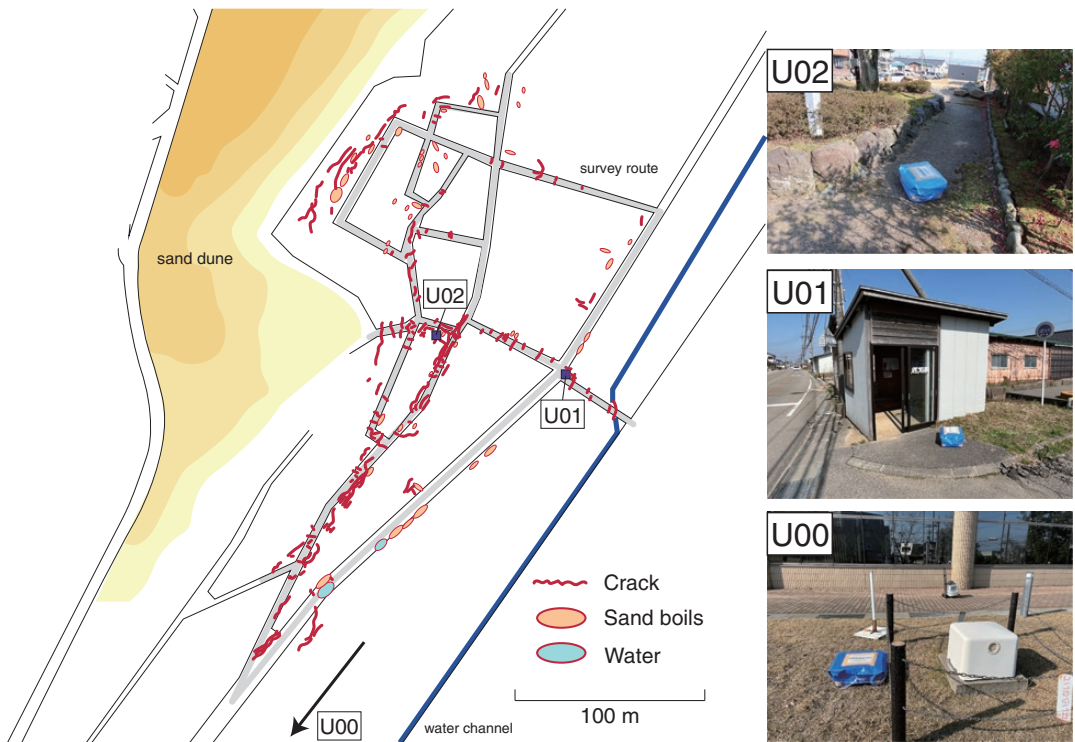 survey route
sand dune
U02
U01
Crack
Sand boils
Water
100 m
U00
water channel
U02
U01
U00